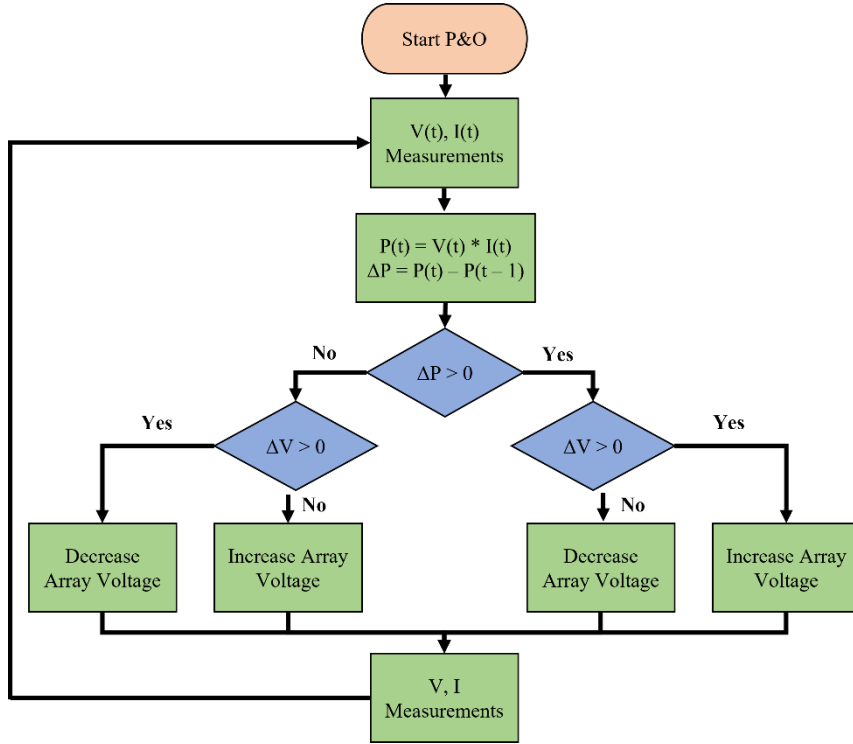 Start P&O
V(t), I(t)
Measurements
P(t) = V(t) * I(t)
ΔP = P(t) – P(t – 1)
No
ΔP > 0
Yes
Yes
ΔV > 0
No
ΔV > 0
Yes
No
Decrease
Array Voltage
Increase Array
Voltage
Decrease
Array Voltage
Increase Array
Voltage
V, I
Measurements